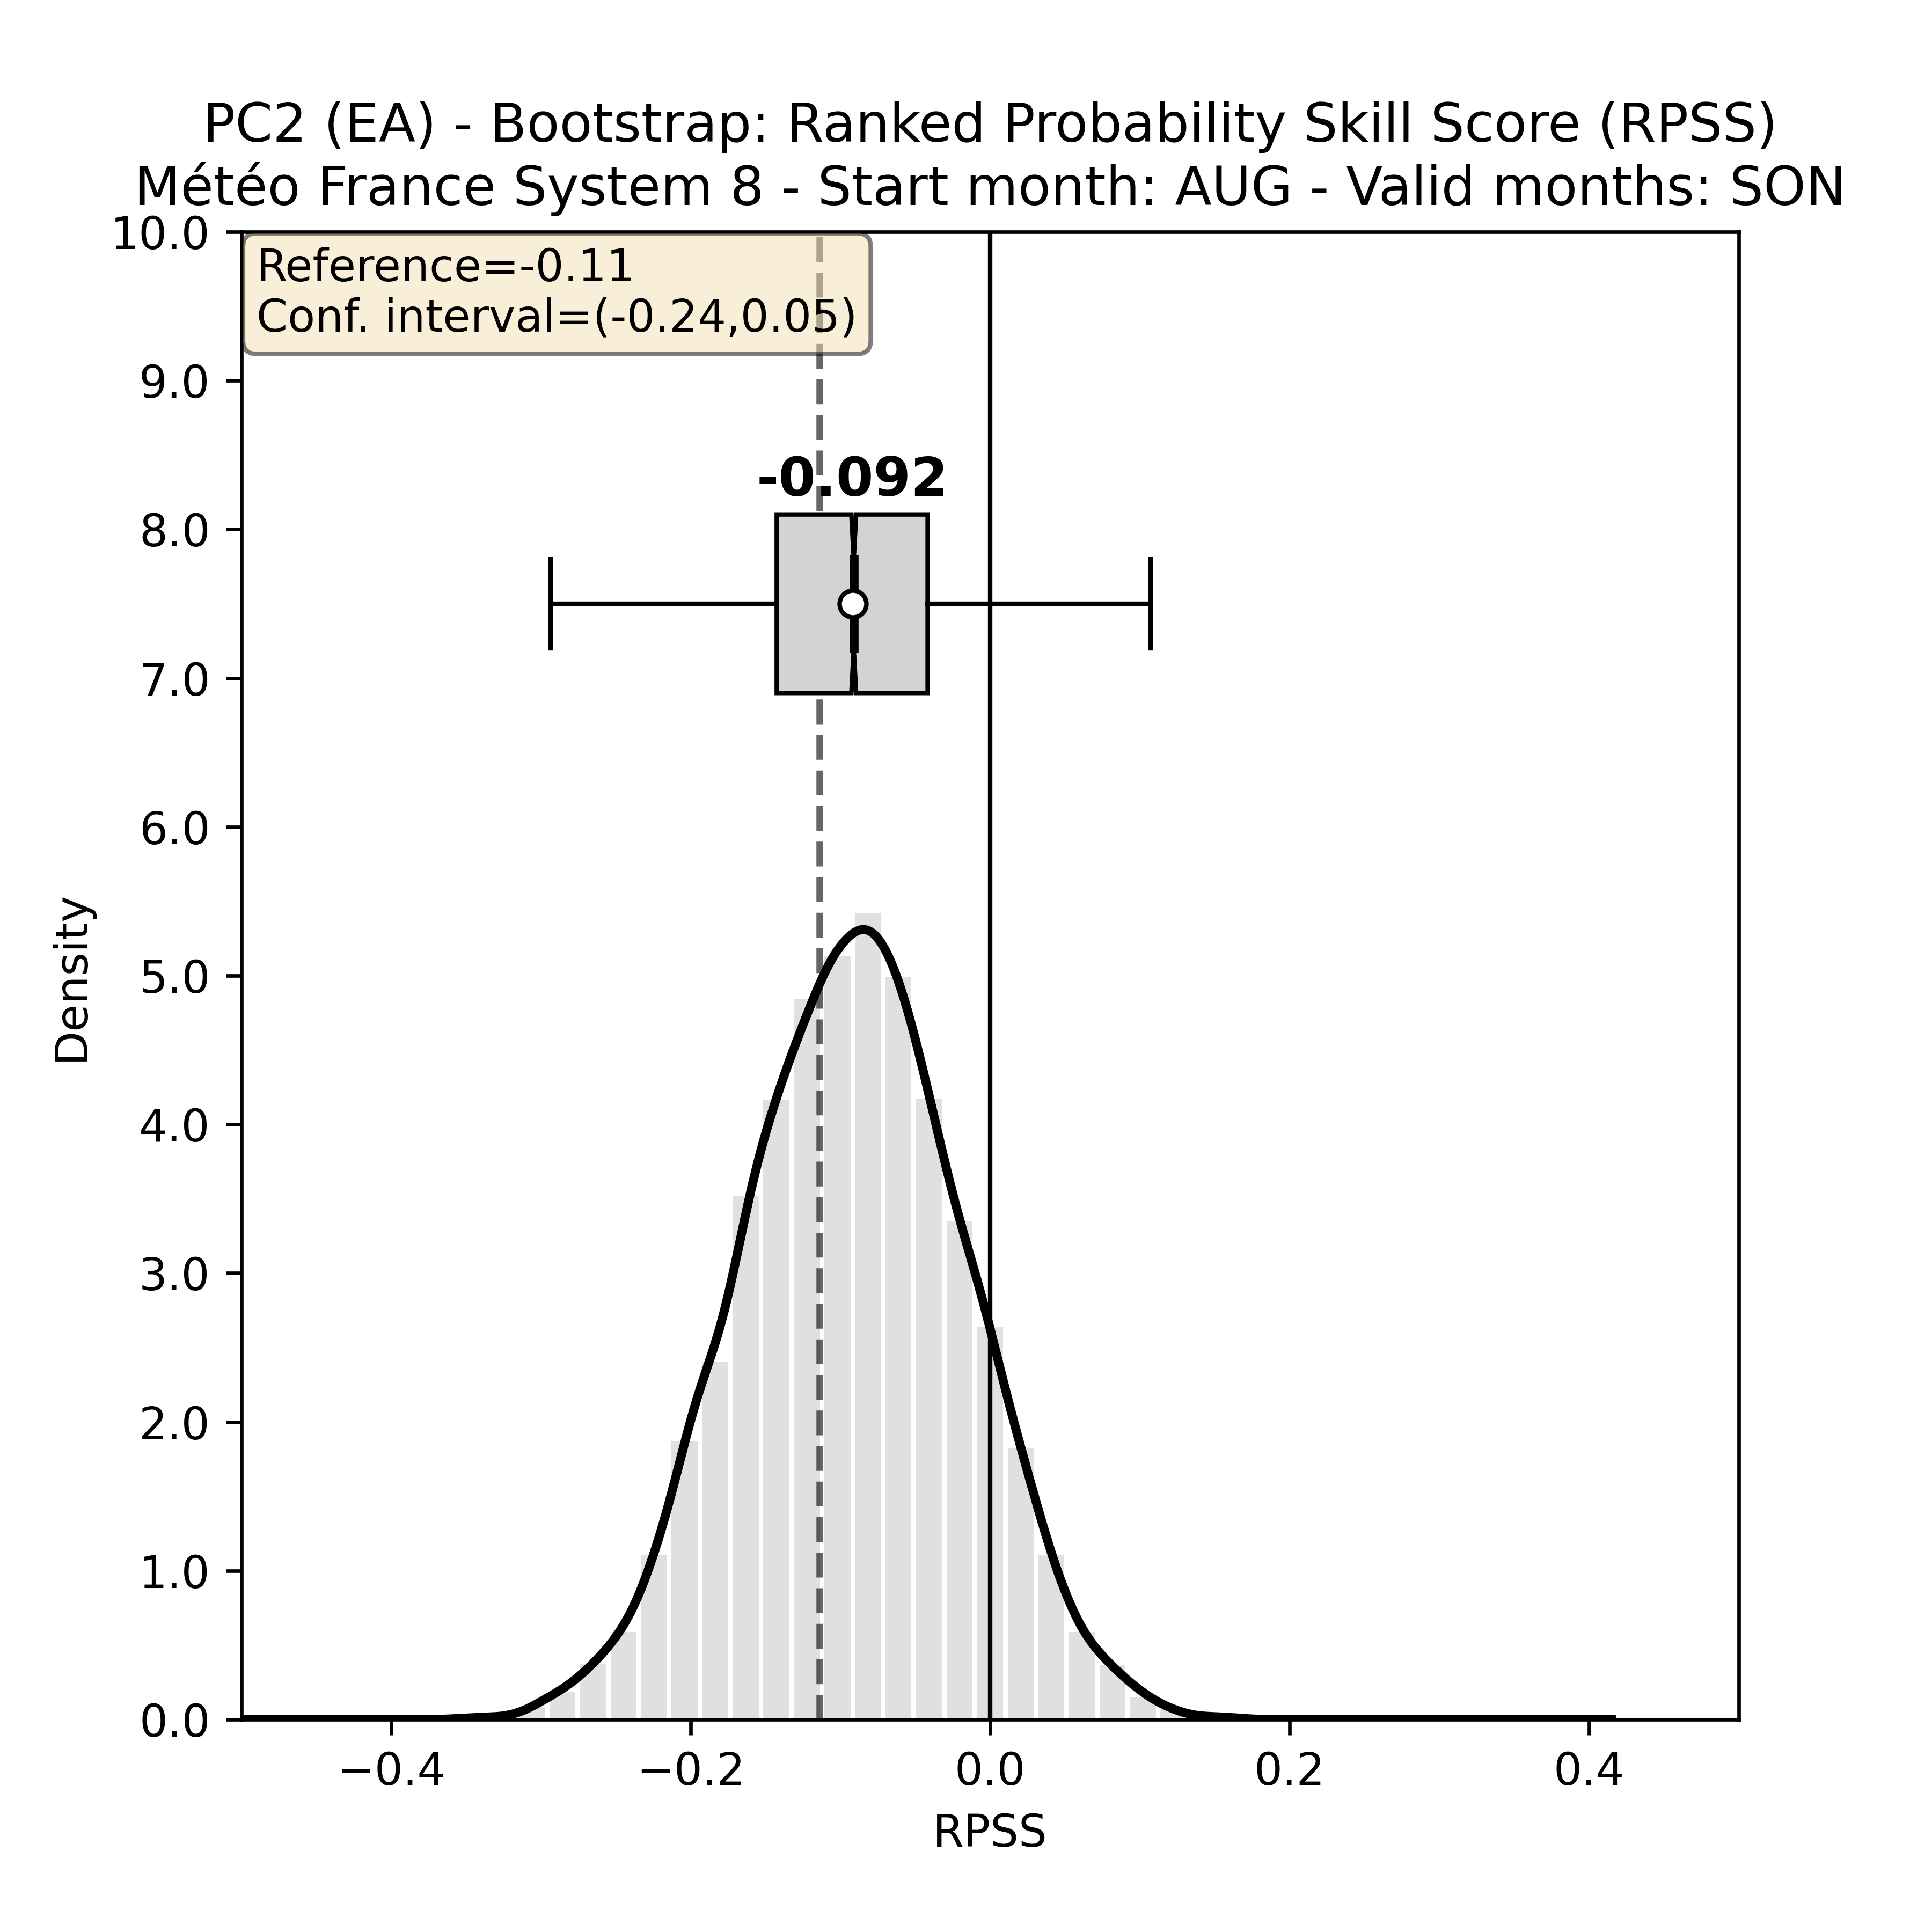 PC2 (EA) - Bootstrap: Ranked Probability Skill Score (RPSS)
Météo France System 8 - Start month: AUG - Valid months: SON
10.0
Reference=-0.11
Conf. interval=(-0.24,0.05)
9.0
-0.092
8.0
7.0
6.0
Density
5.0
4.0
3.0
2.0
1.0
0.0
−0.4 −0.2 0.0 0.2 0.4
RPSS